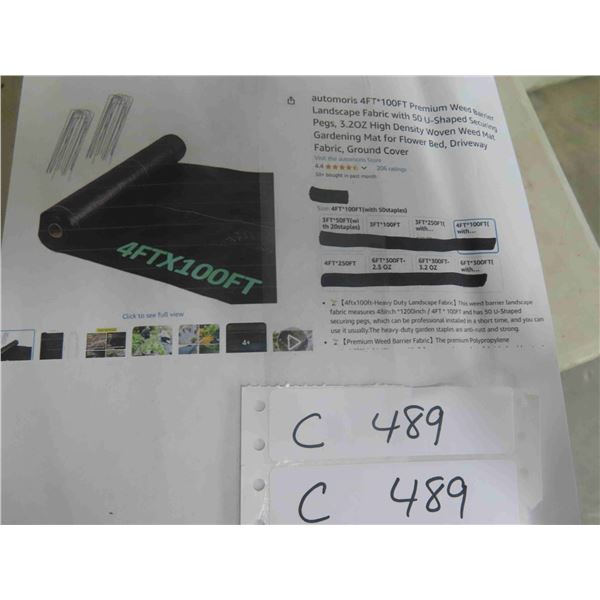 automoris 4FT*100FT Premium Weed Barrier
Landscape Fabric with 50 U-Shaped Securing
Pegs, 3.2OZ High Density Woven Weed Mat
Gardening Mat for Flower Bed, Driveway
Fabric, Ground Cover
Visit the automoris Store
4.4 206 ratings
50+ bought in past month
Size: 4FT*100FT(with 50staples)
3FT*50FT(wi
th 20staples)
3FT*100FT
3FT*250FT(
with...
4FT*100FT(
with...
4FT*250FT
6FT*300FT-
2.5 OZ
6FT*300FT-
3.2 OZ
6FT*300FT(
with...
4FTX100FT
Click to see full view
4+
【4ftx100ft-Heavy Duty Landscape Fabric】This weed barrier landscape
fabric measures 48inch *1200inch / 4FT * 100FT and has 50 U-Shaped
securing pegs, which can be professional installed in a short time, and you can
use it usually.The heavy-duty garden staples are anti-rust and strong.
【Premium Weed Barrier Fabric】The premium Polypropylene
C 489
C 489